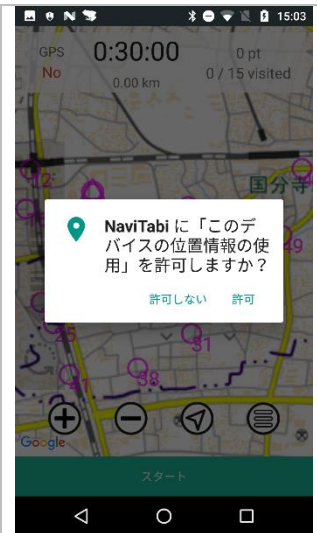 15:03
GPS
No
0:30:00
0.00 km
0 pt
0 / 15 visited
国分寺
NaviTabi に「このデ
バイスの位置情報の使
用」を許可しますか？
許可しない 許可
31
38
Google
スタート